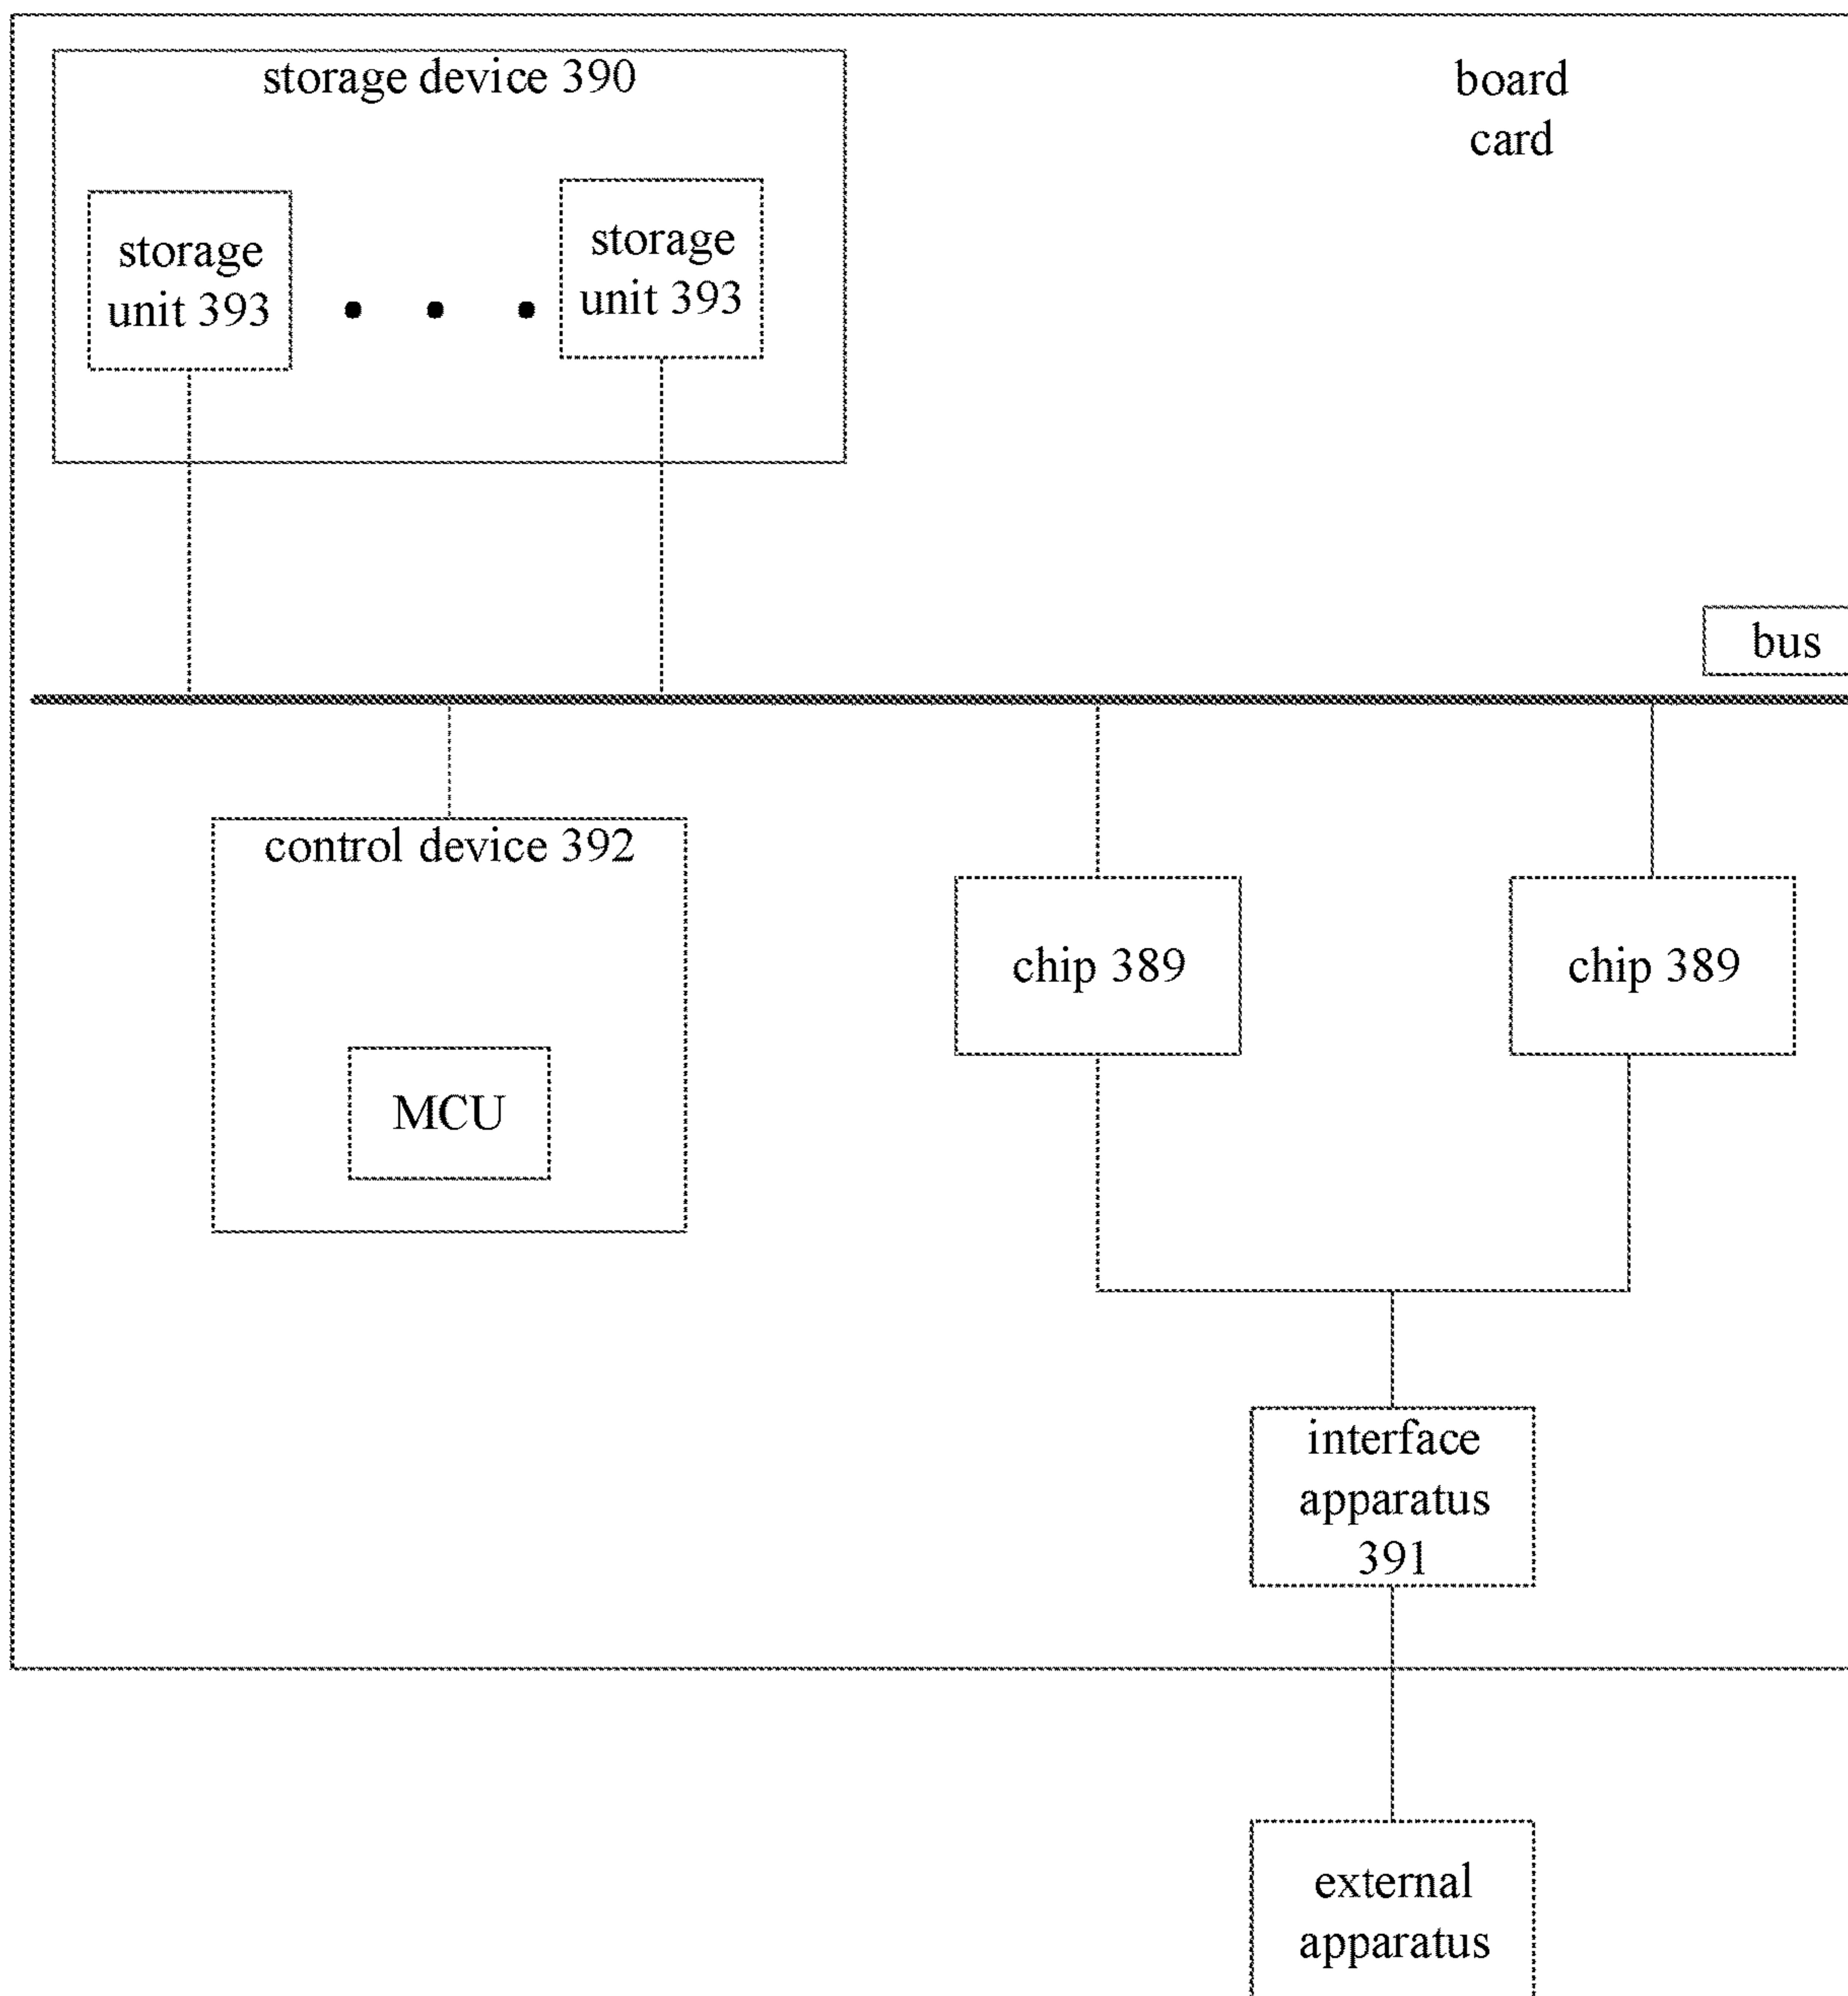 storage device 390
board
card
storage
unit 393
storage
unit 393
bus
control device 392
chip 389
chip 389
MCU
interface
apparatus
391
external
apparatus